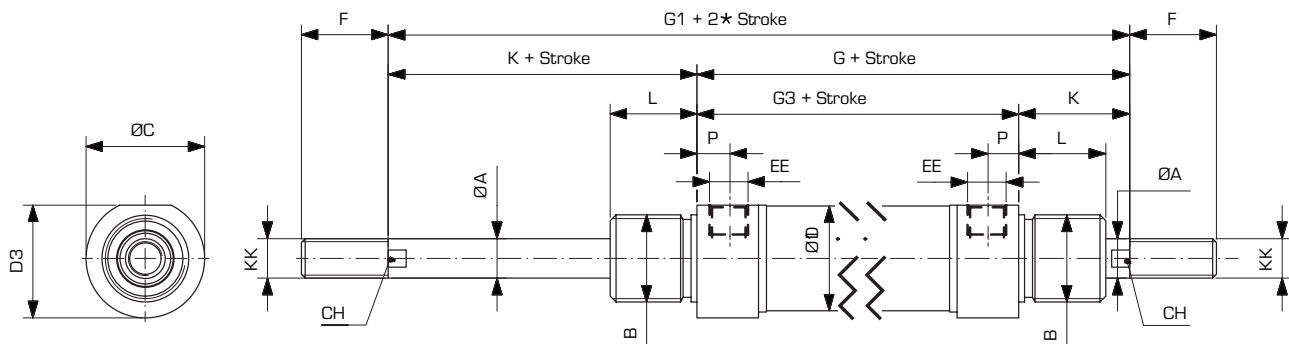 F
G1 + 2★ Stroke
F
K + Stroke
G + Stroke
L
G3 + Stroke
K
ØC
P
P
L
EE
EE
ØA
ØA
D3
KK
ØD
KK
CH
B
B
CH